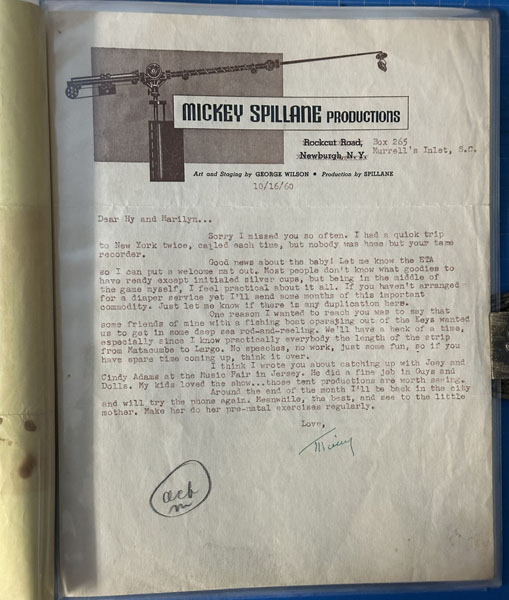 MICKEY SPILLANE PRODUCTIONS
Rockcut Road, Box 265
Newburgh, N.Y. Murrell's Inlet, S.C.
Art and Staging by GEORGE WILSON • Production by SPILLANE
10/16/60
Dear Hy and Marilyn...
Sorry I missed you so often. I had a quick trip
to New York twice, called each time, but nobody was home but your tame
recorder.
Good news about the baby! Let me know the ETA
so I can put a welcome mat out. Most people don't know what goodies to
have ready except initialed silver cups, but being in the middle of
the game myself, I feel practical about it all. If you haven't arranged
for a diaper service yet I'll send some months of this important
commodity. Just let me know if there is any duplication here.
One reason I wanted to reach you was to say that
some friends of mine with a fishing boat operating out of the Keys wanted
us to get in some deep sea rod-and-reeling. We'll have a heck of a time,
especially since I know practically everybody the length of the strip
from Matacumbe to Largo. No speeches, no work, just some fun, so if you
have spare time coming up, think it over.
I think I wrote you about catching up with Joey and
Cindy Adams at the Music Fair in Jersey. He did a fine job in Guys and
Dolls. My kids loved the show...those tent productions are worth seeing.
Around the end of the month I'll be back in the city
and will try the phone again. Meanwhile, the best, and see to the little
mother. Make her do her pre-natal exercises regularly.
Love,
Mickey